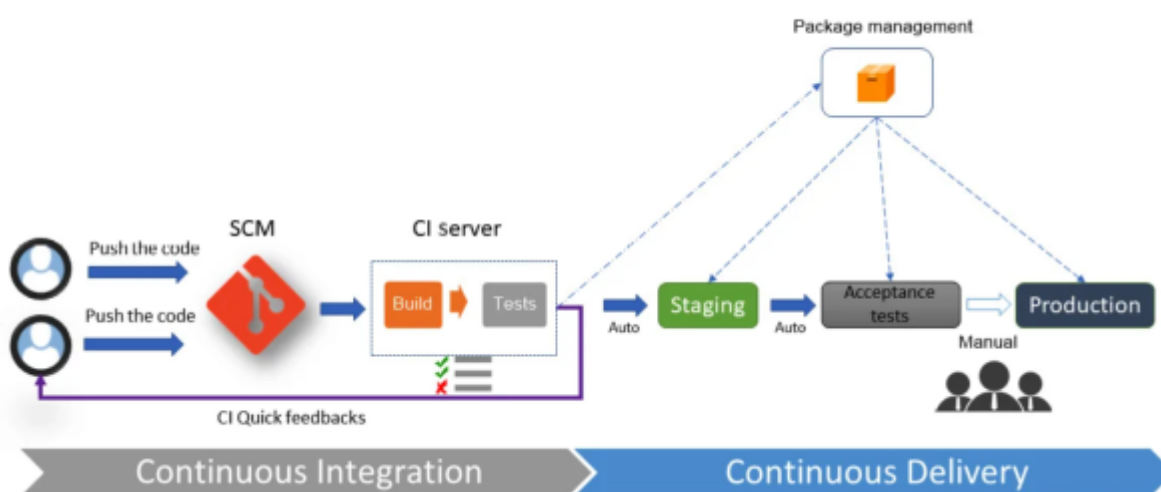 Package management
SCM
CI server
Push the code
Push the code
Build
Tests
Auto
Staging
Auto
Acceptance
tests
Manual
Production
CI Quick feedbacks
Continuous Integration
Continuous Delivery